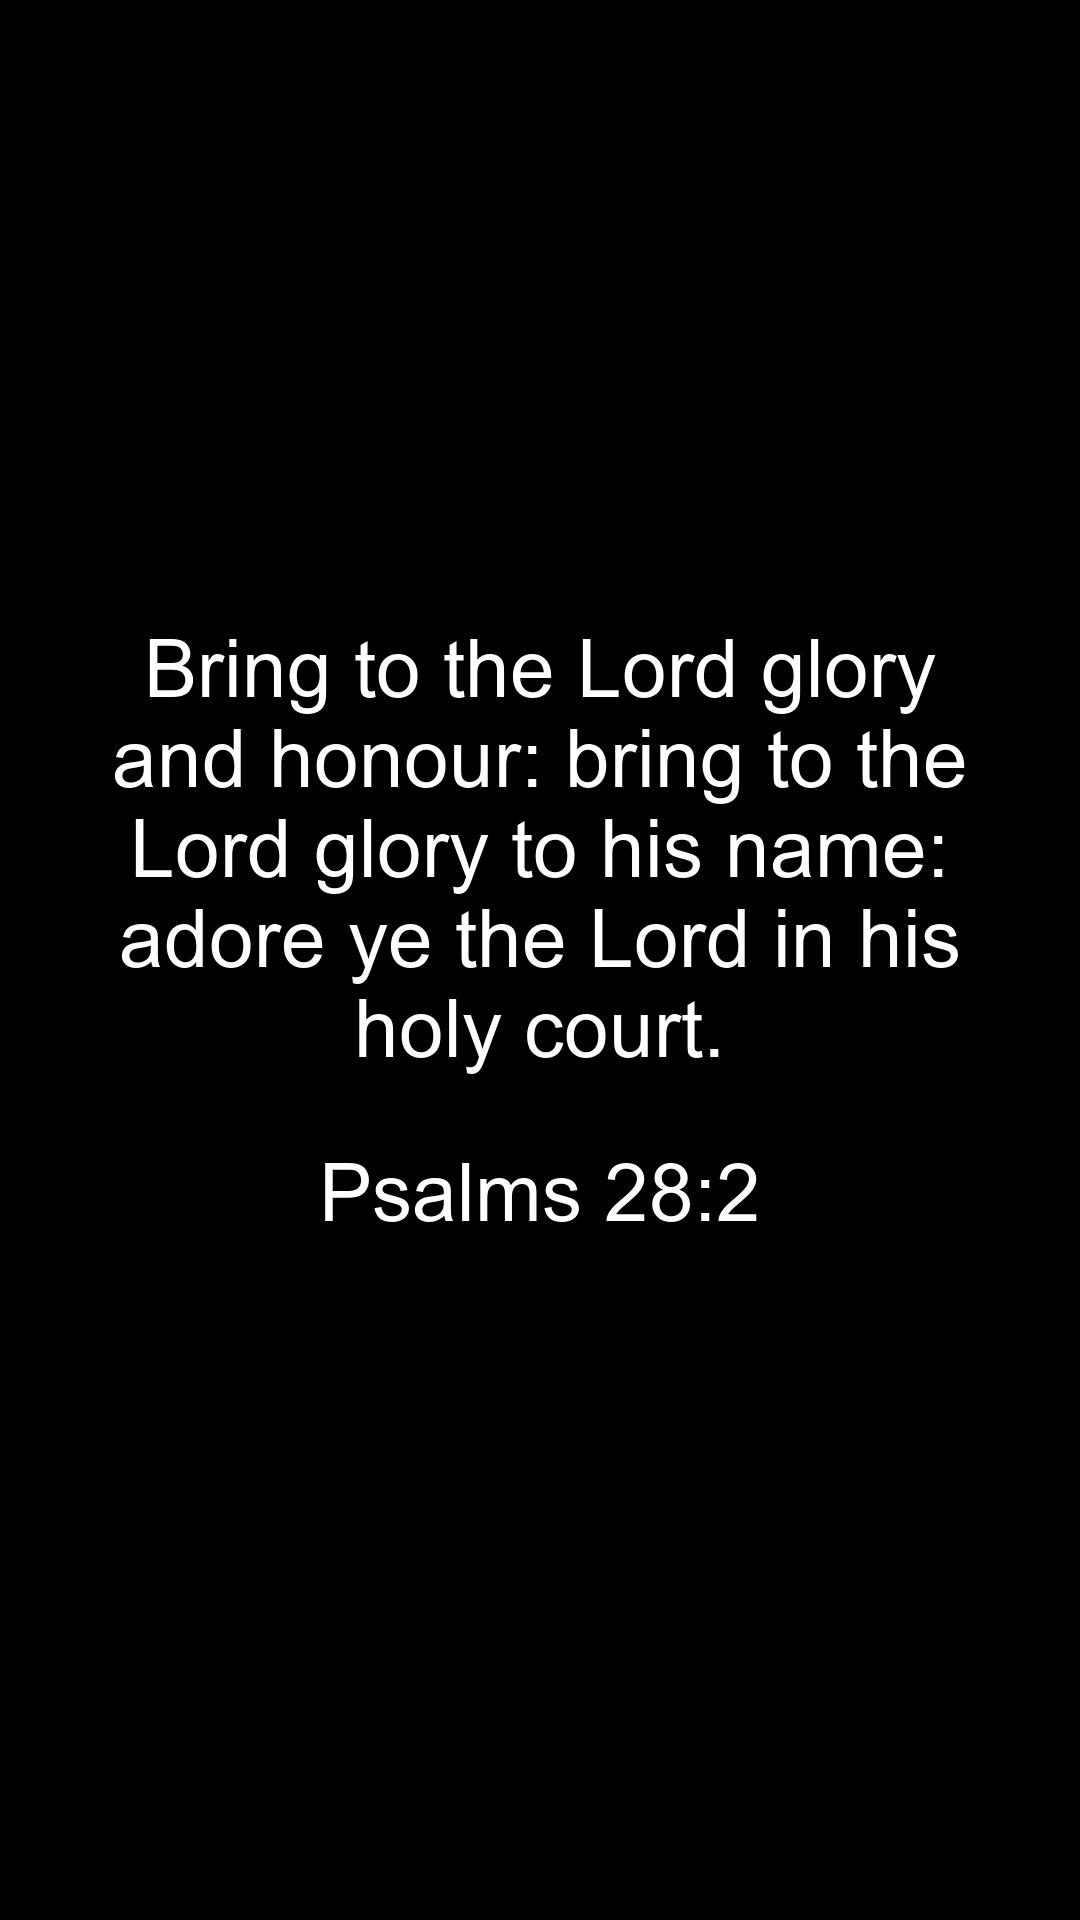 Bring to the Lord glory
and honour: bring to the
Lord glory to his name:
adore ye the Lord in his
holy court.
Psalms 28:2